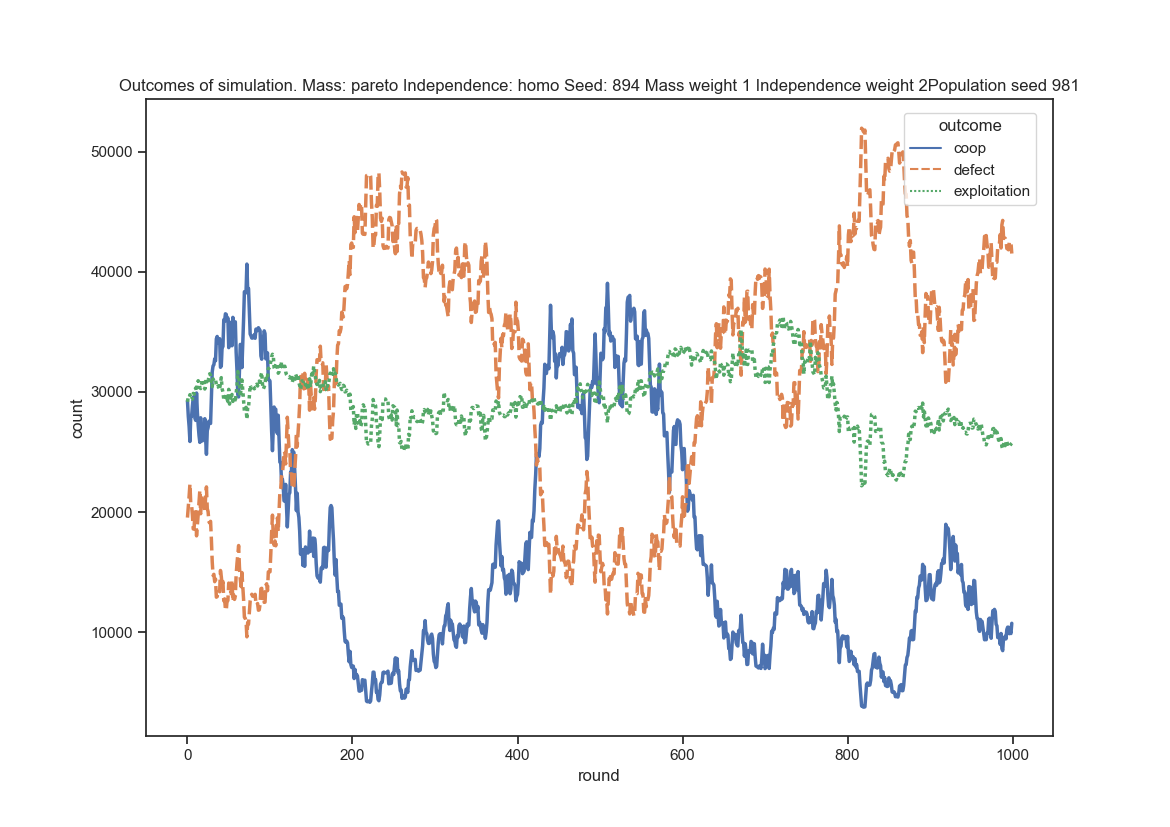 Outcomes of simulation. Mass: pareto Independence: homo Seed: 894 Mass weight 1 Independence weight 2Population seed 981
outcome
coop
defect
exploitation
50000
40000
30000
20000
10000
count
0 200 400 600 800 1000
round